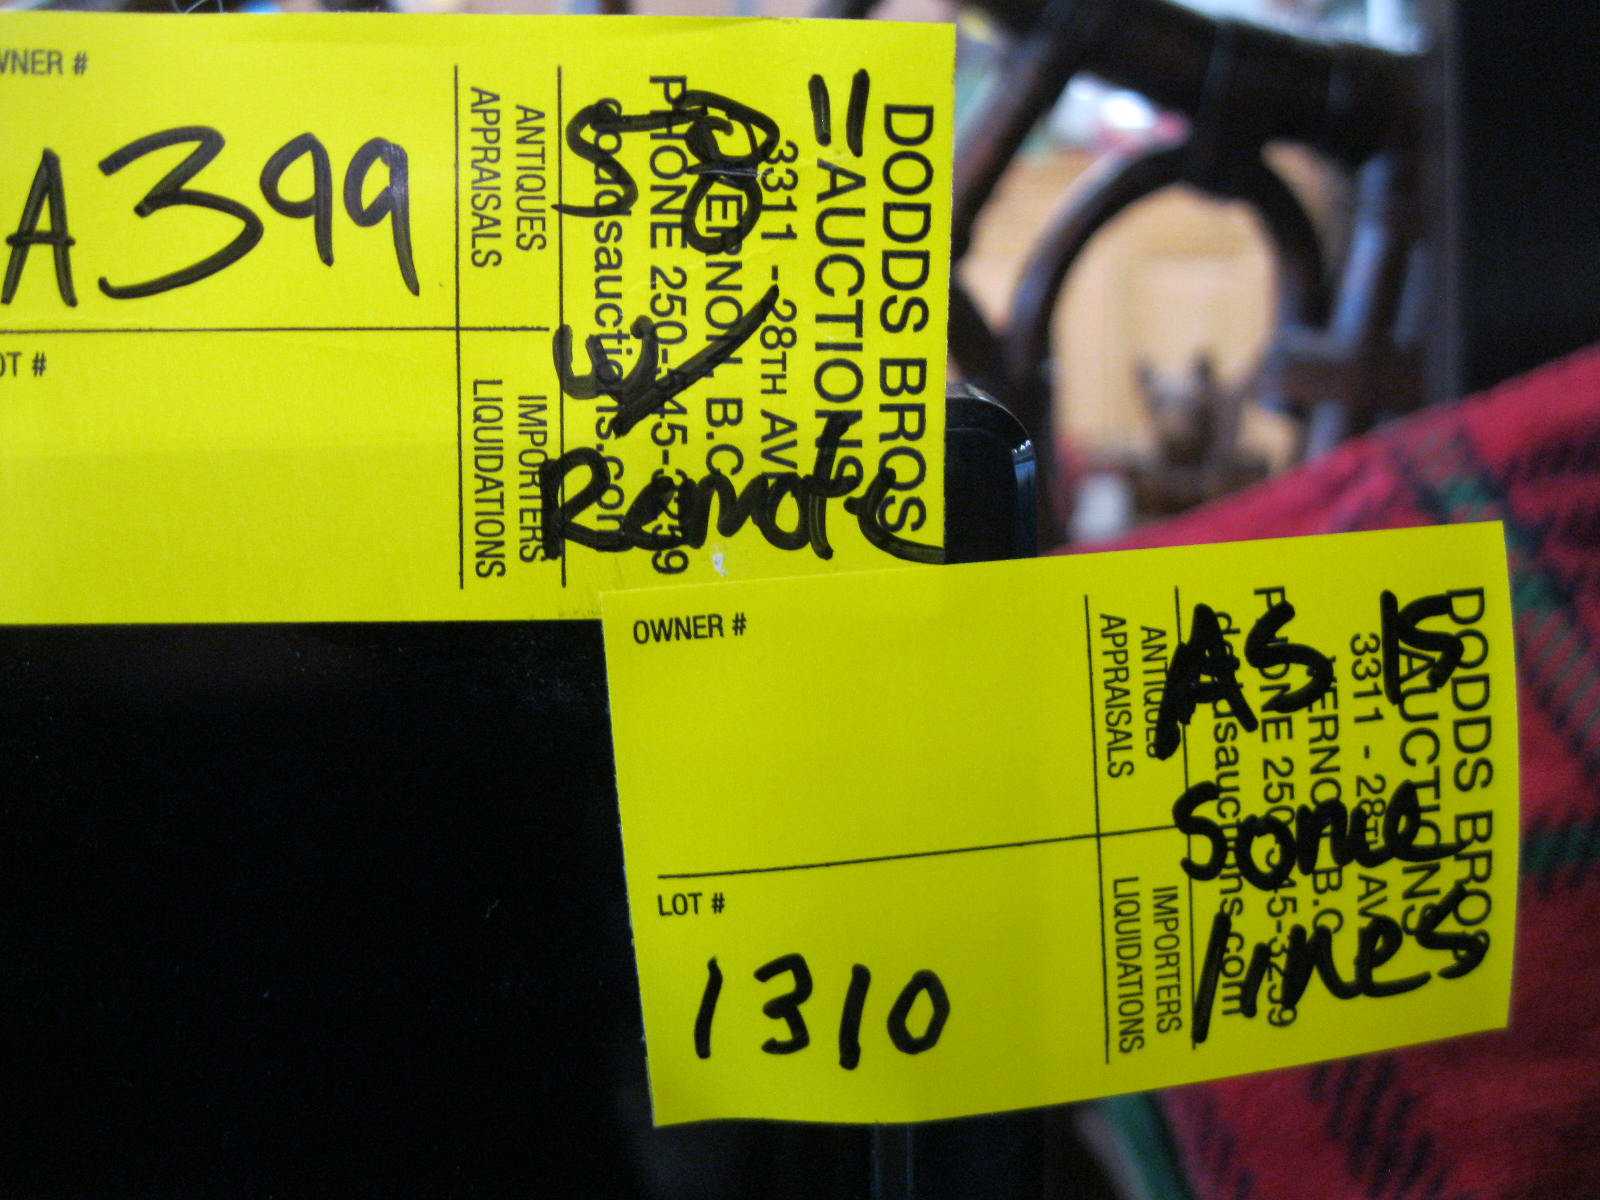 OWNER #
A399
LOT #
ANTIQUES
APPRAISALS
IMPORTERS
LIQUIDATIONS
DODDS BROS
AUCTIONS
3311 - 28TH AVE
VERNON, B.C.
PHONE 250-545-3259
doddsauctions.com
50"
w/
Remote
OWNER #
LOT #
1310
ANTIQUES
APPRAISALS
IMPORTERS
LIQUIDATIONS
DODDS BROS
AUCTIONS
3311 - 28TH AVE
VERNON, B.C.
PHONE 250-545-3259
doddsauctions.com
AS IS
Some
lines